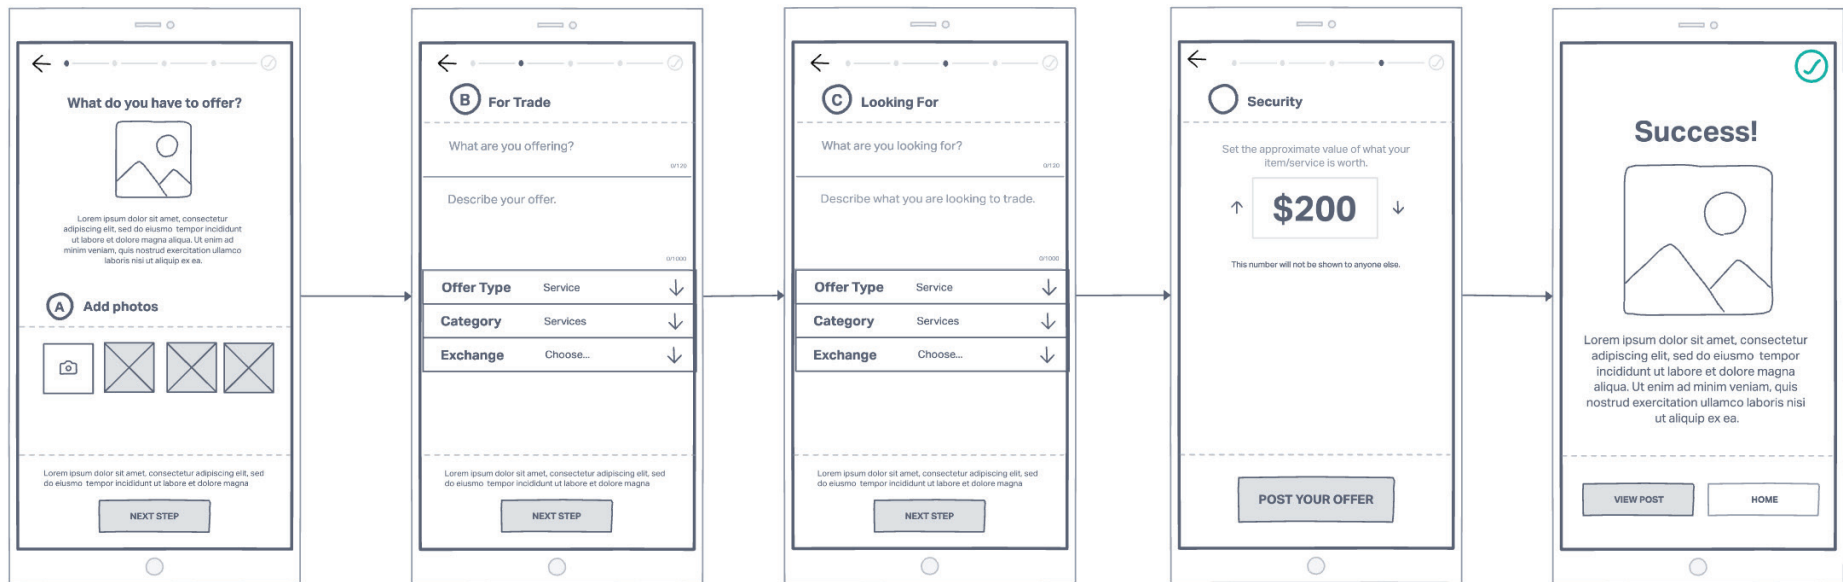 What do you have to offer?
Lorem ipsum dolor sit amet, consectetur
adipiscing elit, sed do eiusmo tempor incididunt
ut labore et dolore magna aliqua. Ut enim ad
minim veniam, quis nostrud exercitation ullamco
laboris nisi ut aliquip ex ea.
A Add photos
Lorem ipsum dolor sit amet, consectetur adipiscing elit, sed
do eiusmo tempor incididunt ut labore et dolore magna
NEXT STEP
B For Trade
What are you offering?
0/120
Describe your offer.
0/1000
Offer Type Service
Category Services
Exchange Choose...
Lorem ipsum dolor sit amet, consectetur adipiscing elit, sed
do eiusmo tempor incididunt ut labore et dolore magna
NEXT STEP
C Looking For
What are you looking for?
0/120
Describe what you are looking to trade.
0/1000
Offer Type Service
Category Services
Exchange Choose...
Lorem ipsum dolor sit amet, consectetur adipiscing elit, sed
do eiusmo tempor incididunt ut labore et dolore magna
NEXT STEP
Security
Set the approximate value of what your
item/service is worth.
$200
This number will not be shown to anyone else.
POST YOUR OFFER
Success!
Lorem ipsum dolor sit amet, consectetur
adipiscing elit, sed do eiusmo tempor
incididunt ut labore et dolore magna
aliqua. Ut enim ad minim veniam, quis
nostrud exercitation ullamco laboris nisi
ut aliquip ex ea.
VIEW POST
HOME